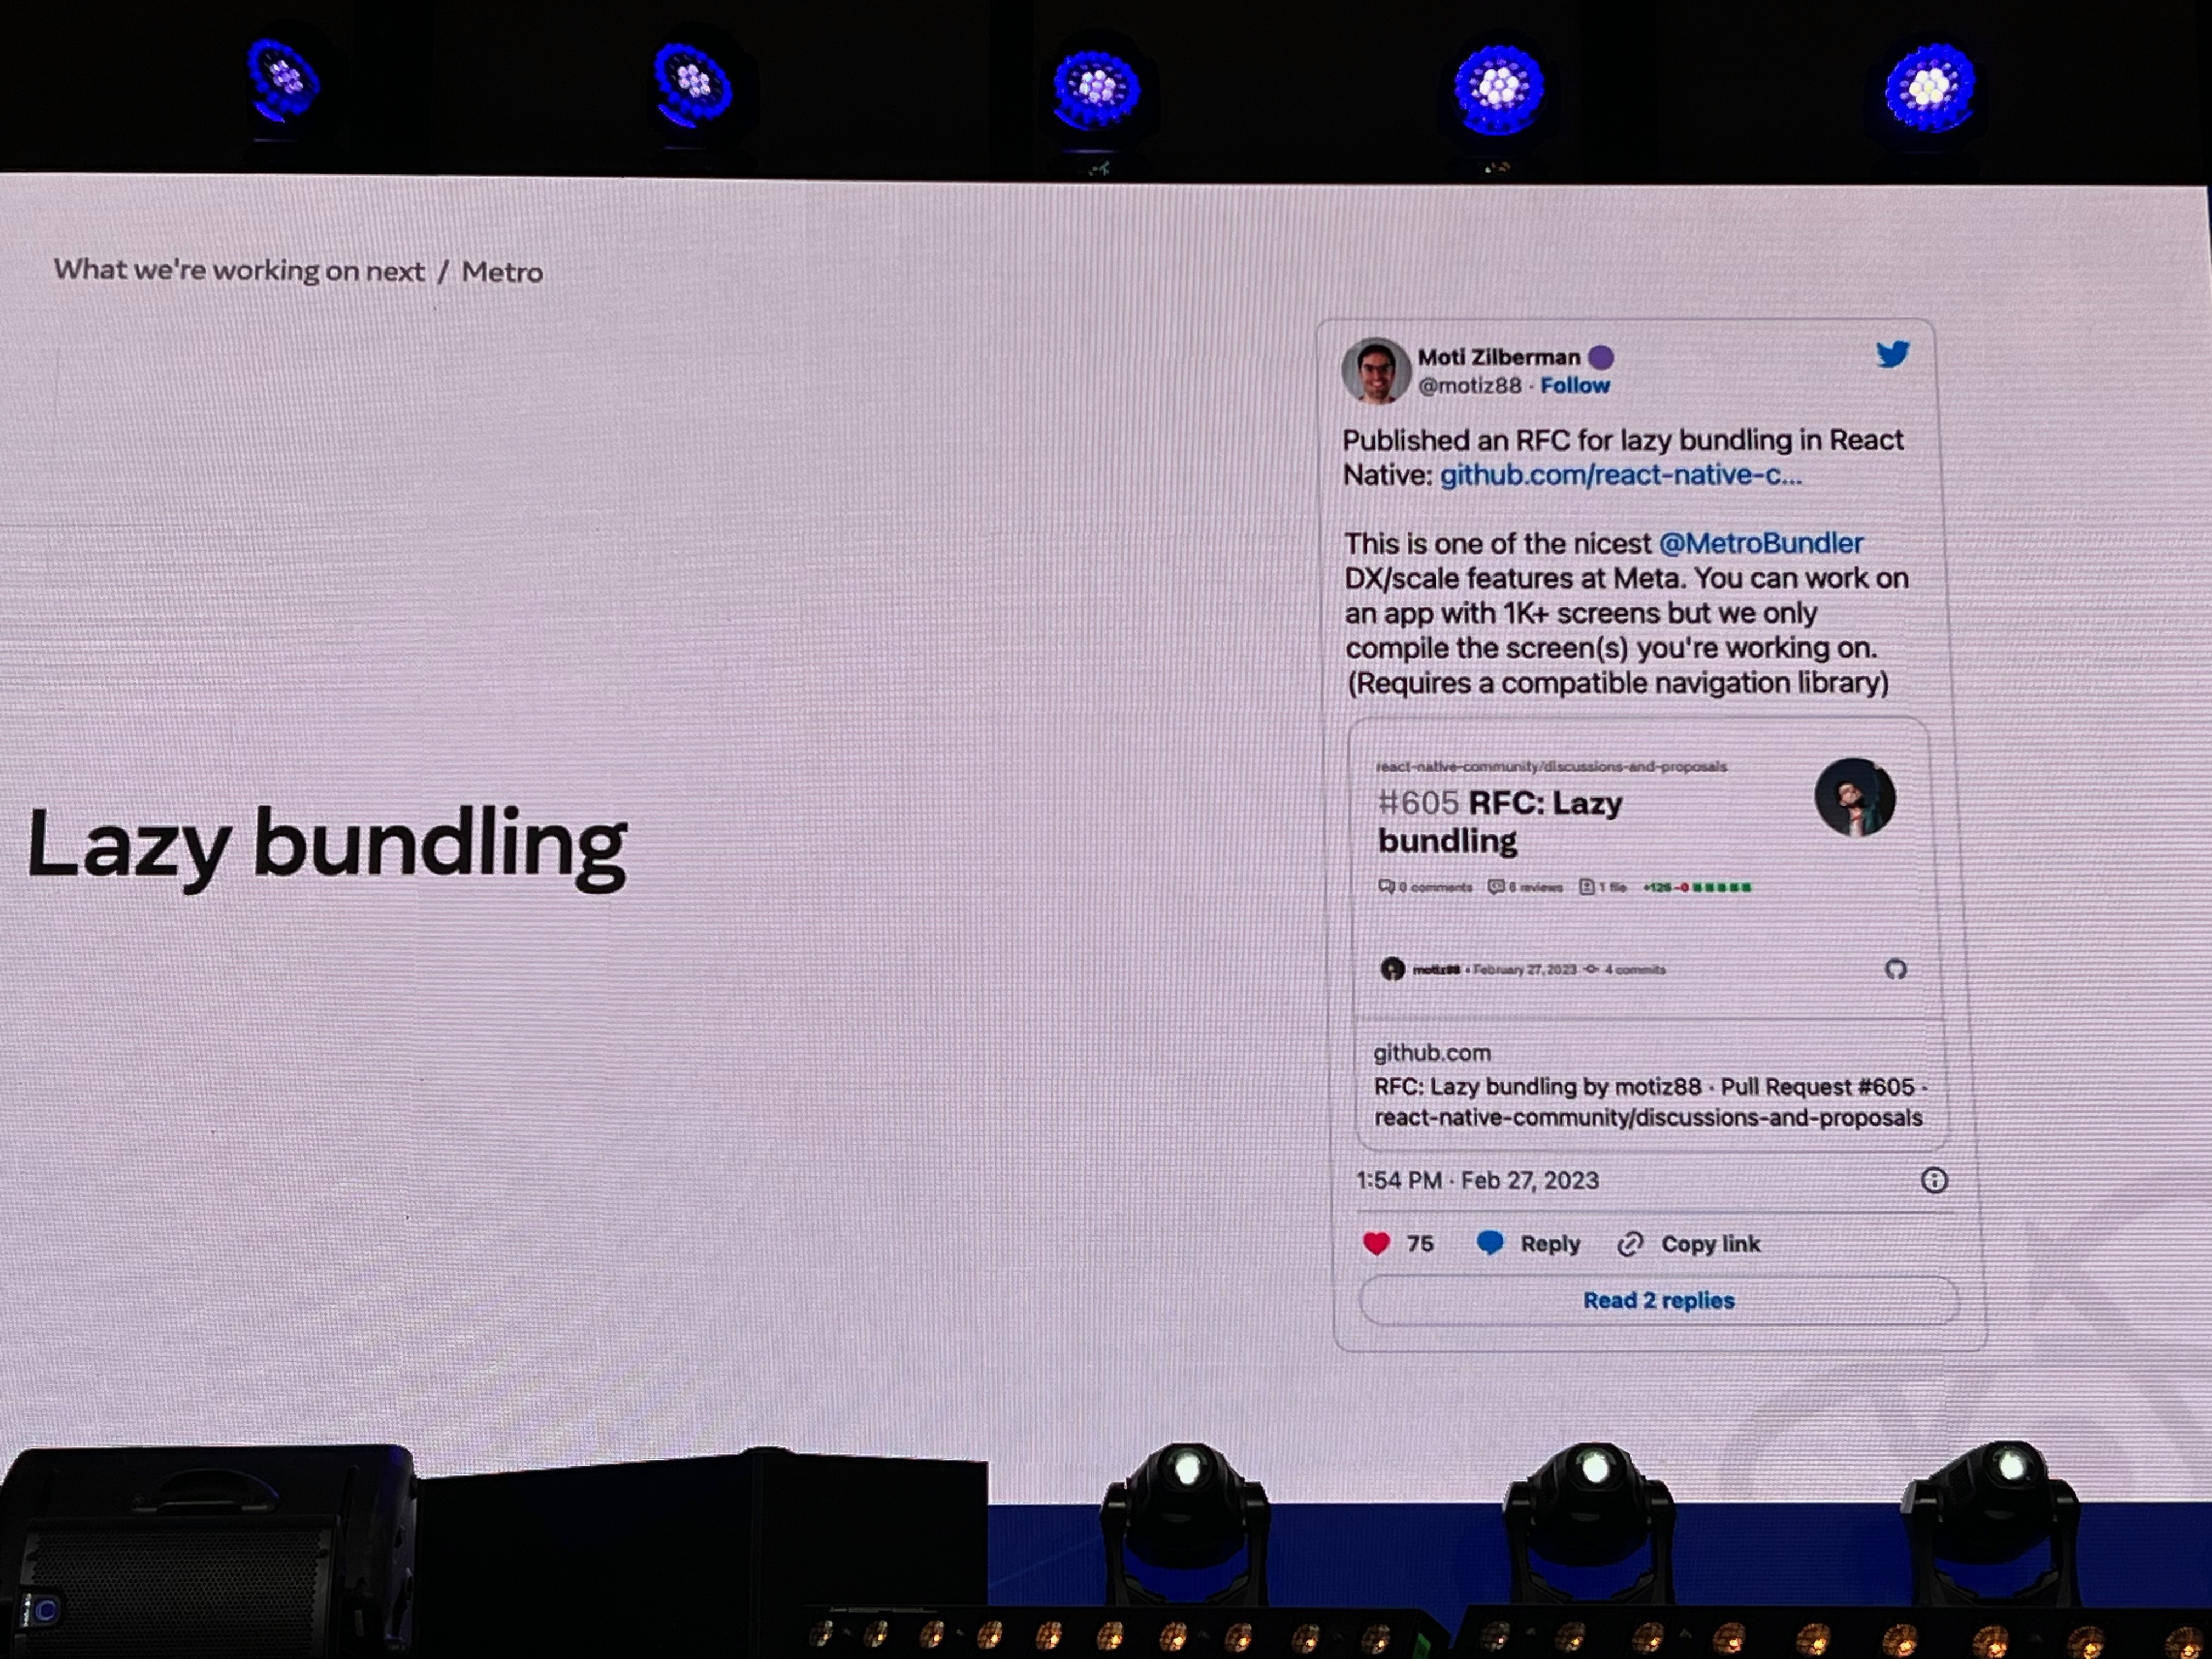 What we're working on next / Metro
Lazy bundling
Moti Zilberman
@motiz88 · Follow
Published an RFC for lazy bundling in React
Native: github.com/react-native-c...
This is one of the nicest @MetroBundler
DX/scale features at Meta. You can work on
an app with 1K+ screens but we only
compile the screen(s) you're working on.
(Requires a compatible navigation library)
react-native-community/discussions-and-proposals
#605 RFC: Lazy
bundling
0 comments 6 reviews 1 file +126 -0
motiz88 • February 27, 2023 4 commits
github.com
RFC: Lazy bundling by motiz88 · Pull Request #605 ·
react-native-community/discussions-and-proposals
1:54 PM · Feb 27, 2023
75 Reply Copy link
Read 2 replies